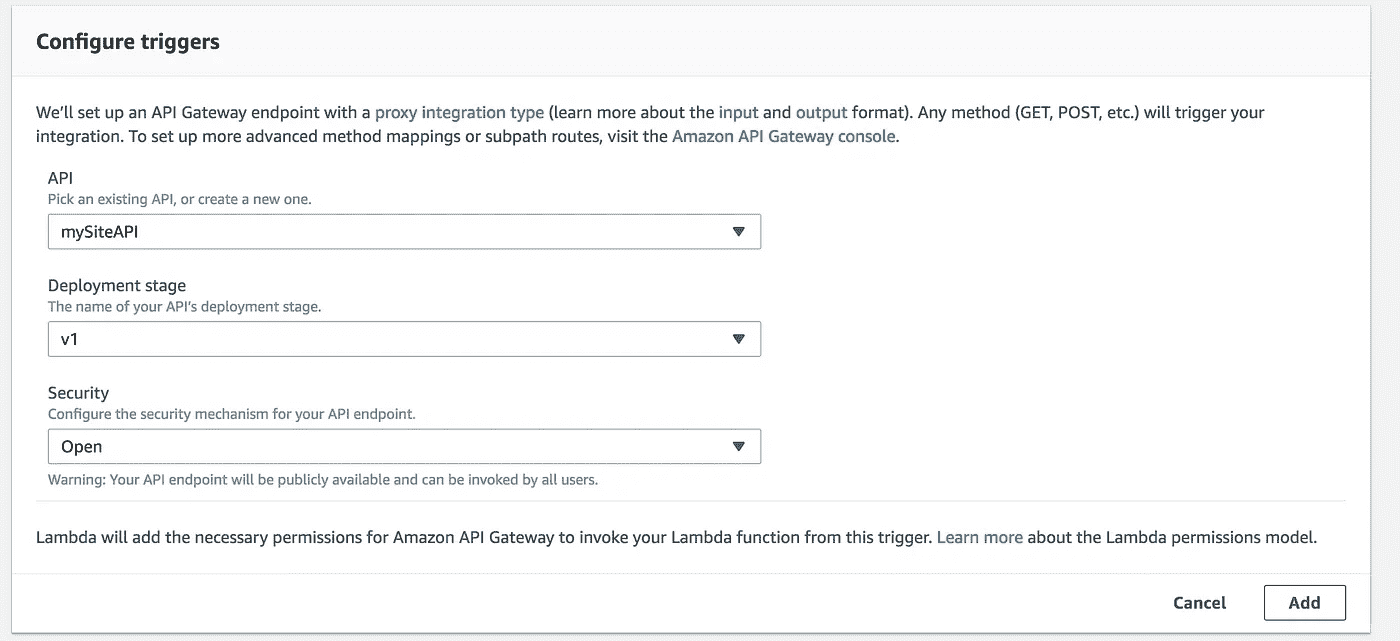 Configure triggers
We’ll set up an API Gateway endpoint with a proxy integration type (learn more about the input and output format). Any method (GET, POST, etc.) will trigger your
integration. To set up more advanced method mappings or subpath routes, visit the Amazon API Gateway console.
API
Pick an existing API, or create a new one.
mySiteAPI
Deployment stage
The name of your API’s deployment stage.
v1
Security
Configure the security mechanism for your API endpoint.
Open
Warning: Your API endpoint will be publicly available and can be invoked by all users.
Lambda will add the necessary permissions for Amazon API Gateway to invoke your Lambda function from this trigger. Learn more about the Lambda permissions model.
Cancel Add